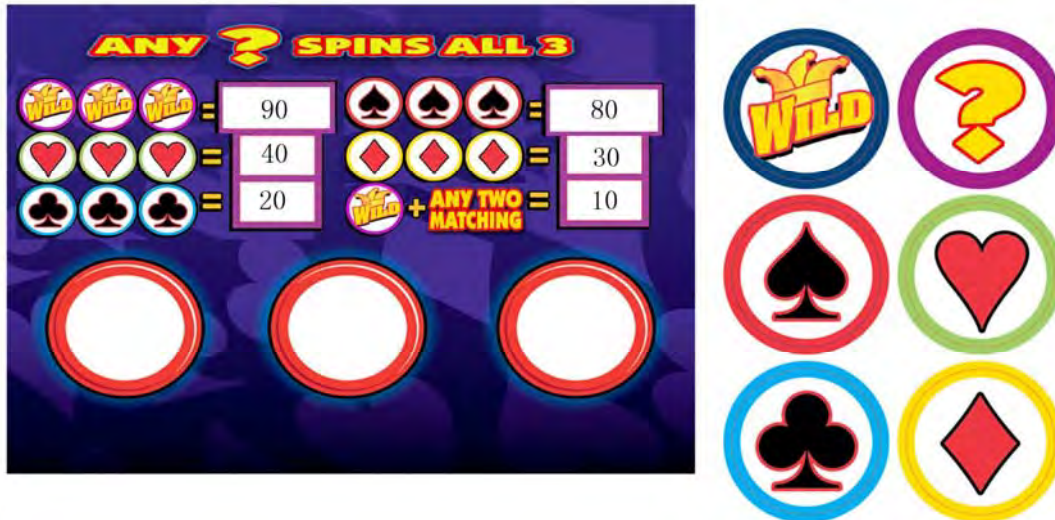 ANY ? SPINS ALL 3
WILD WILD WILD = 90
= 80
= 40
= 30
= 20
WILD + ANY TWO MATCHING = 10
WILD
?